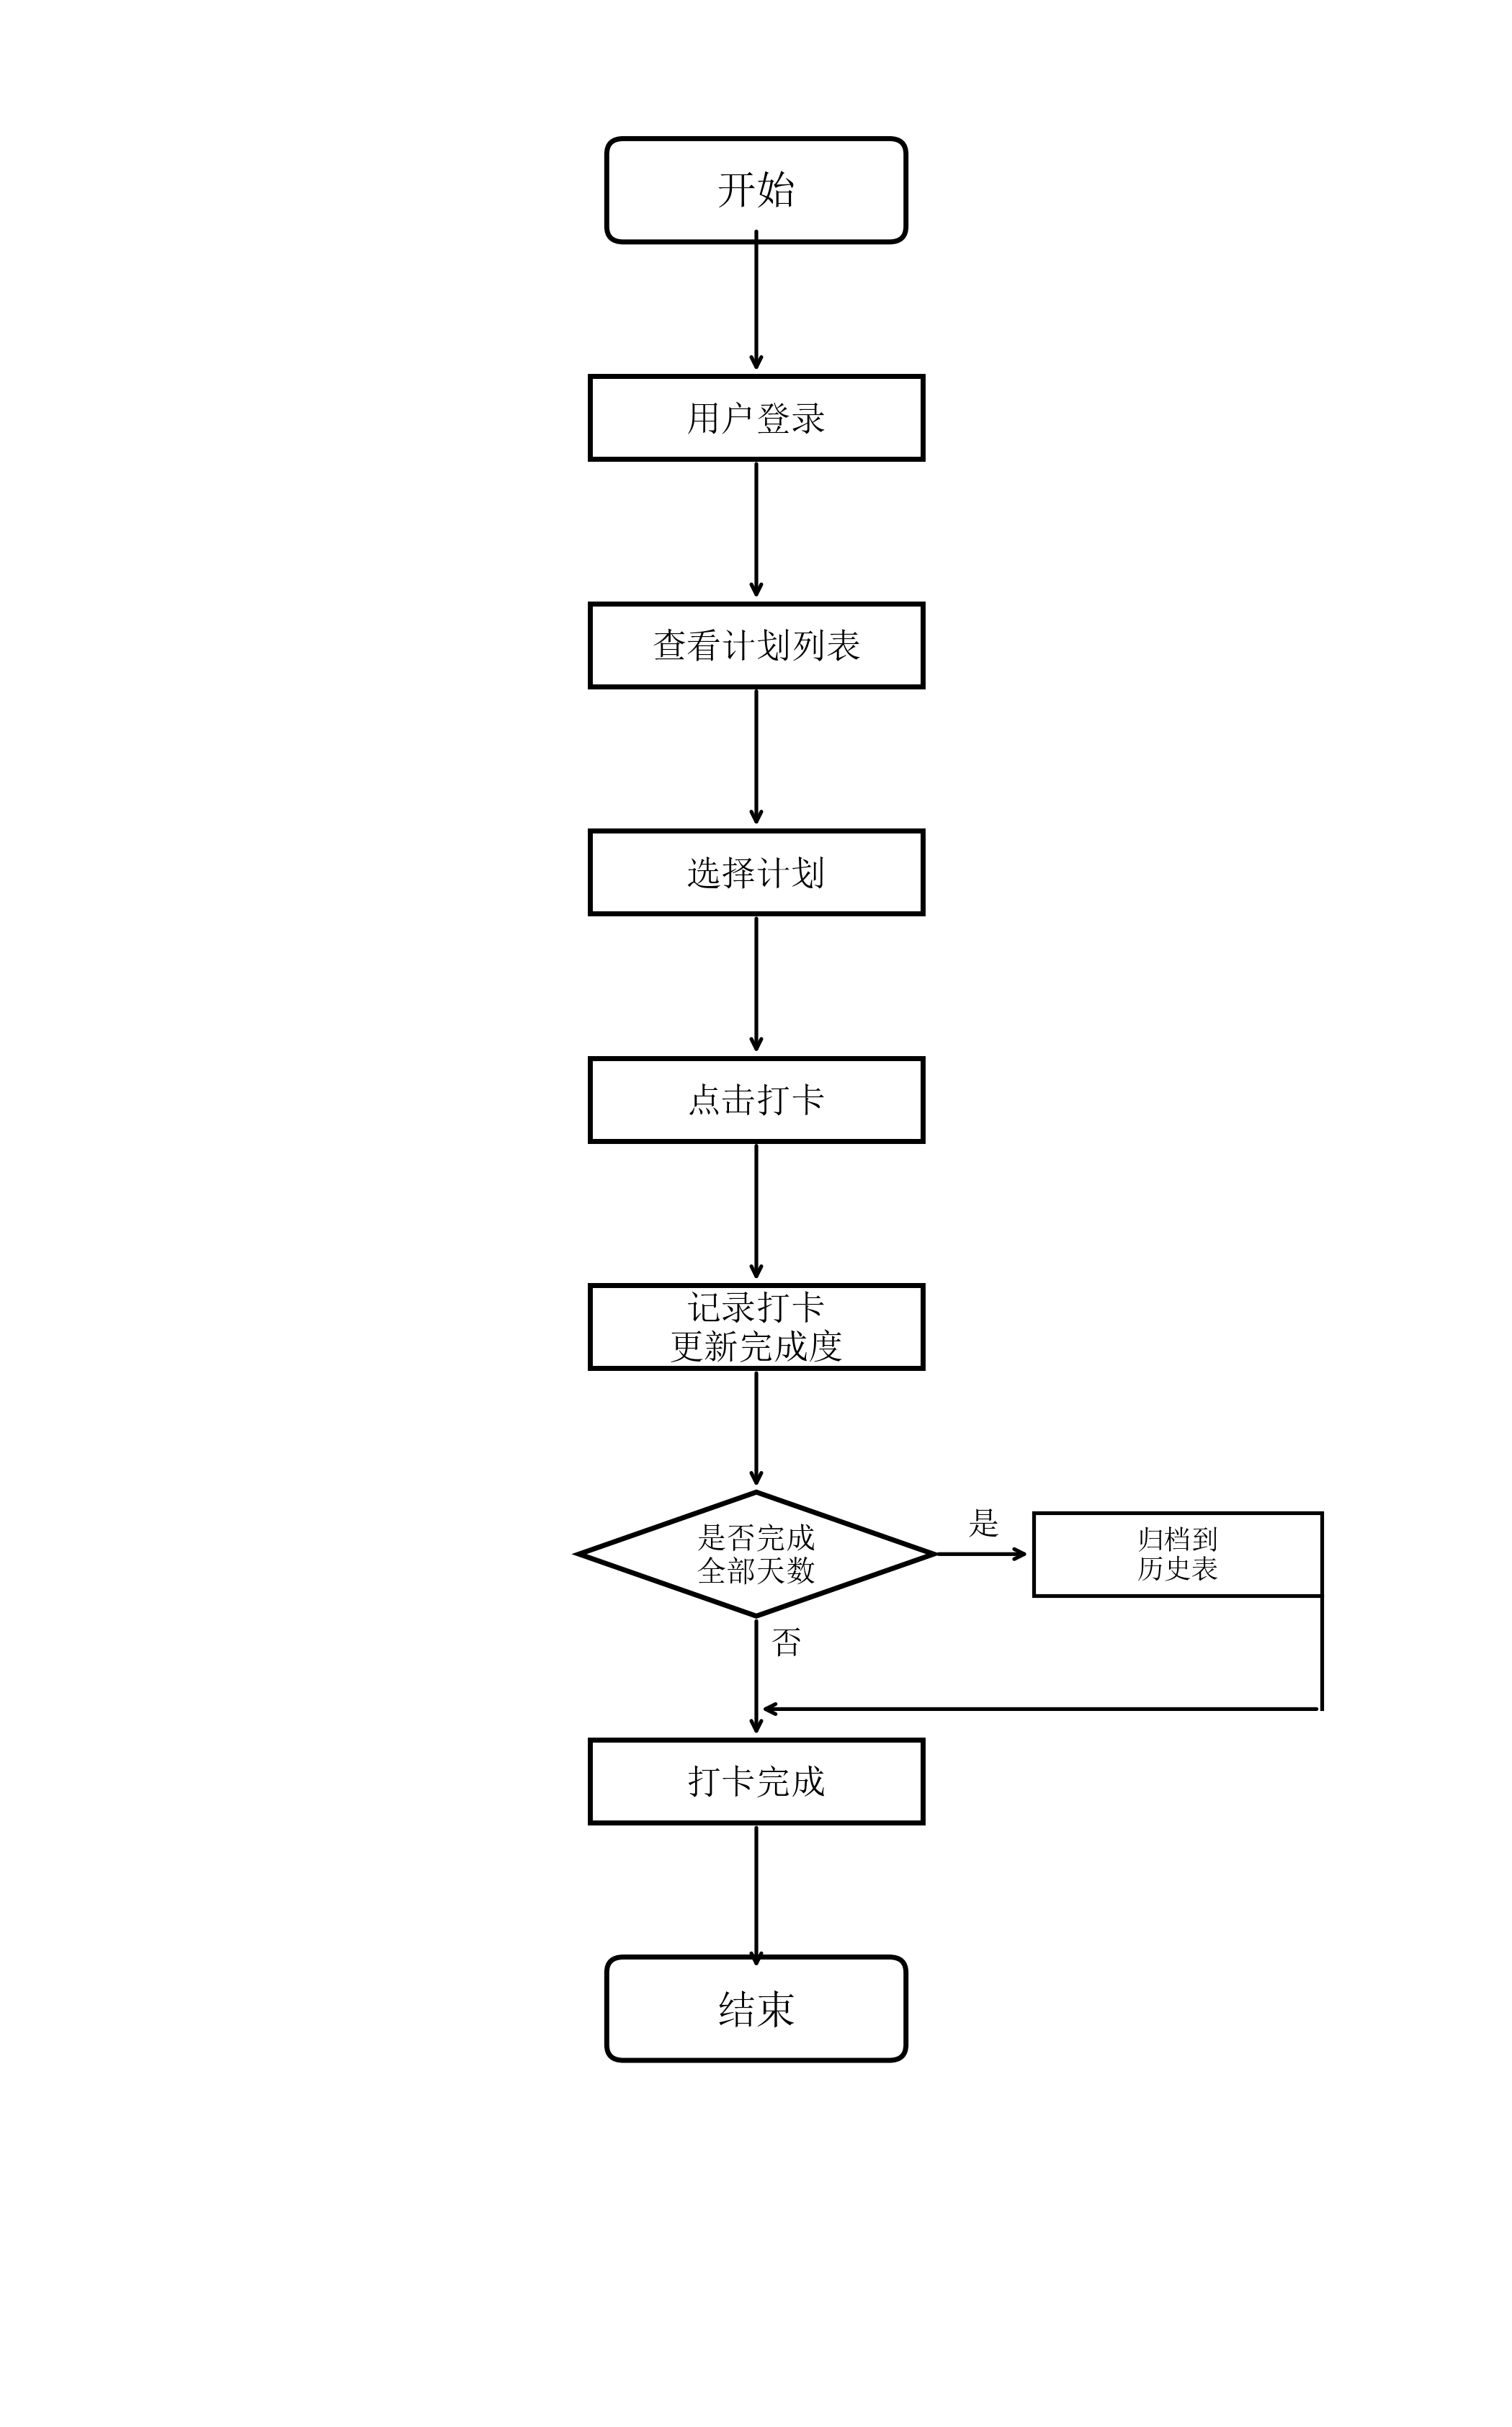 开始
用户登录
查看计划列表
选择计划
点击打卡
记录打卡
更新完成度
是否完成
全部天数
是
归档到
历史表
否
打卡完成
结束